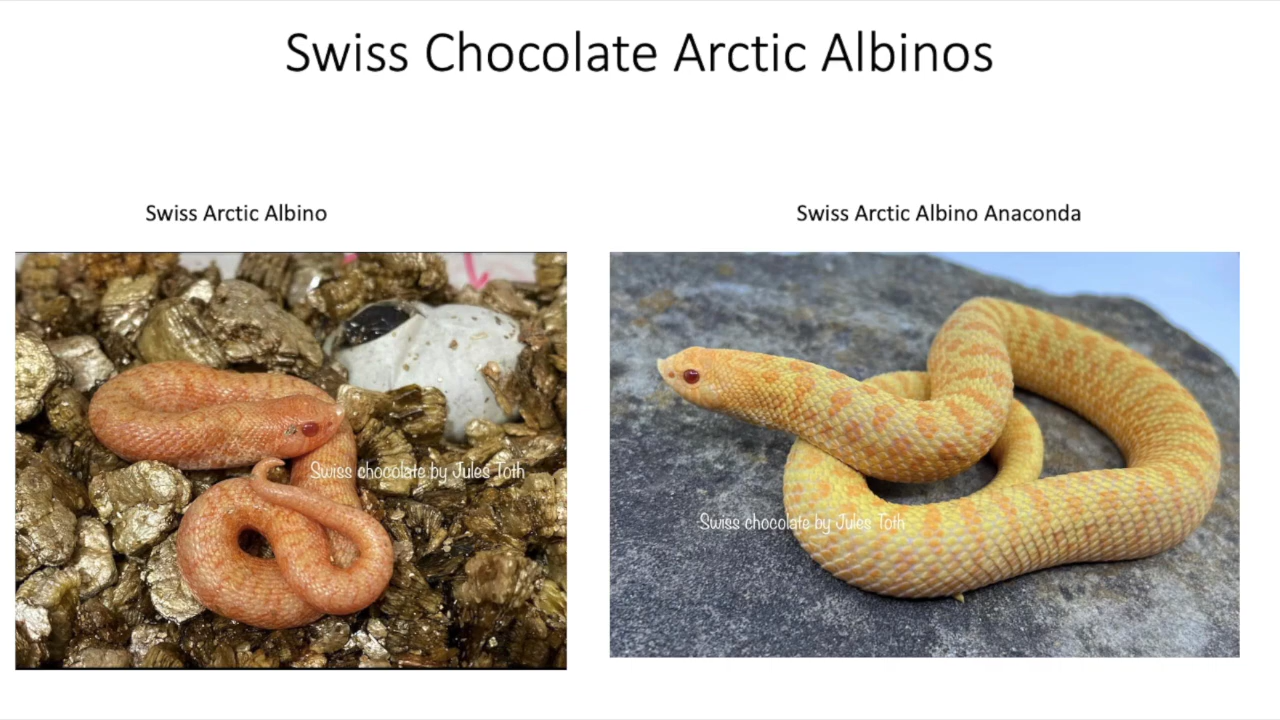 Swiss Chocolate Arctic Albinos
Swiss Arctic Albino
Swiss Arctic Albino Anaconda
Swiss chocolate by Jules Toth
Swiss chocolate by Jules Toth